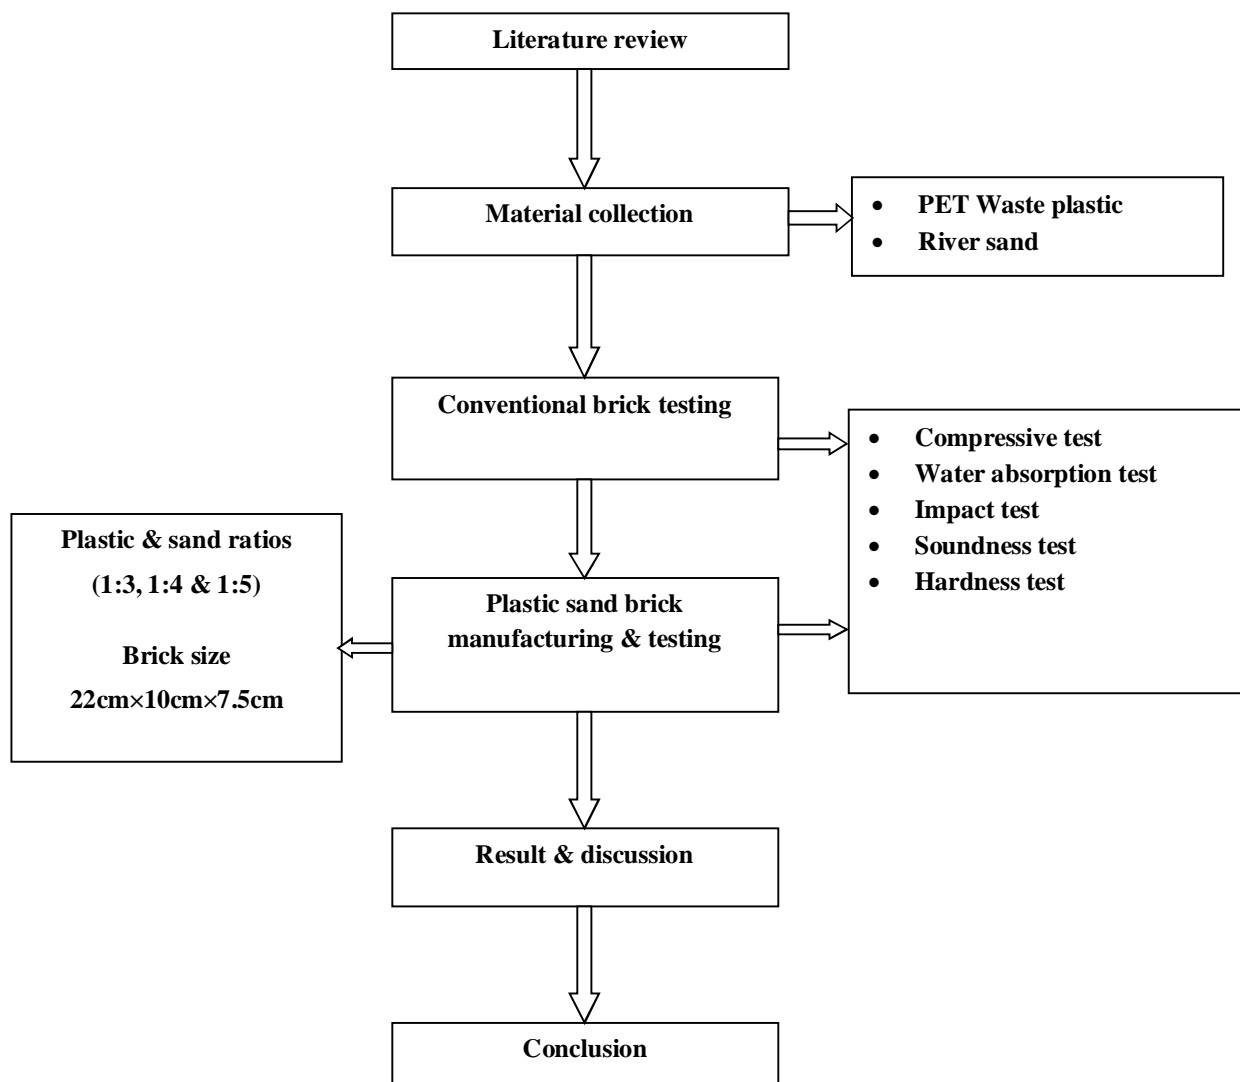 Literature review
Material collection
• PET Waste plastic
• River sand
Conventional brick testing
• Compressive test
• Water absorption test
• Impact test
• Soundness test
• Hardness test
Plastic & sand ratios
(1:3, 1:4 & 1:5)
Brick size
22cm×10cm×7.5cm
Plastic sand brick
manufacturing & testing
Result & discussion
Conclusion